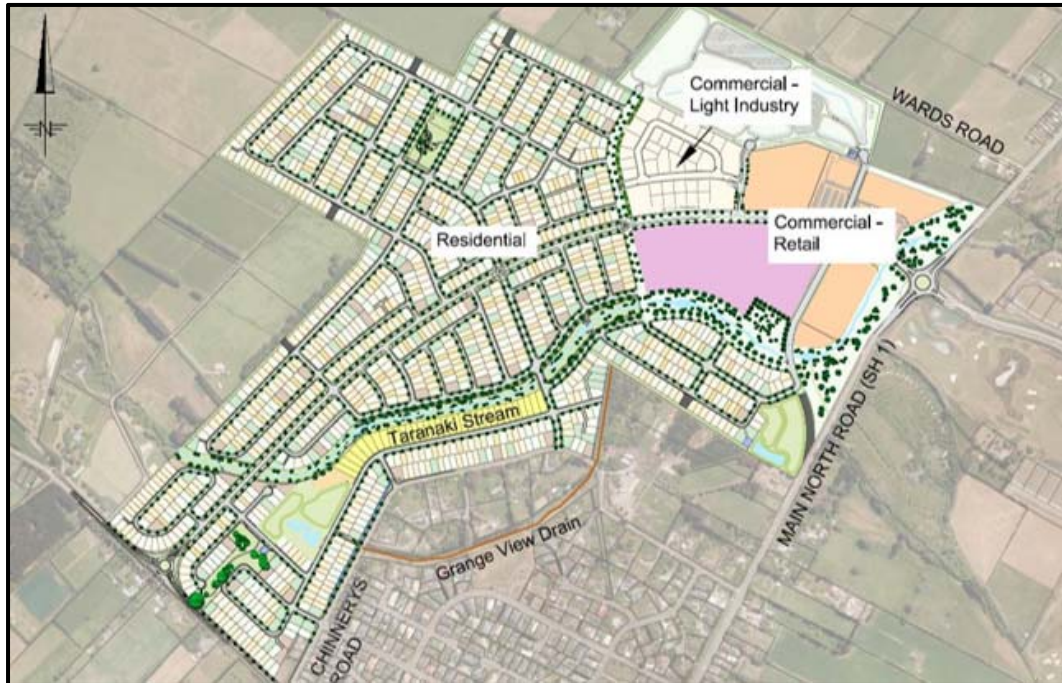 N
Commercial -
Light Industry
WARDS ROAD
Residential
Commercial -
Retail
Taranaki Stream
MAIN NORTH ROAD (SH 1)
Grange View Drain
CHINNERYS
ROAD